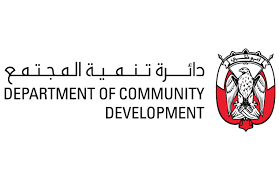 دائرة تنمية المجتمع
DEPARTMENT OF COMMUNITY
DEVELOPMENT